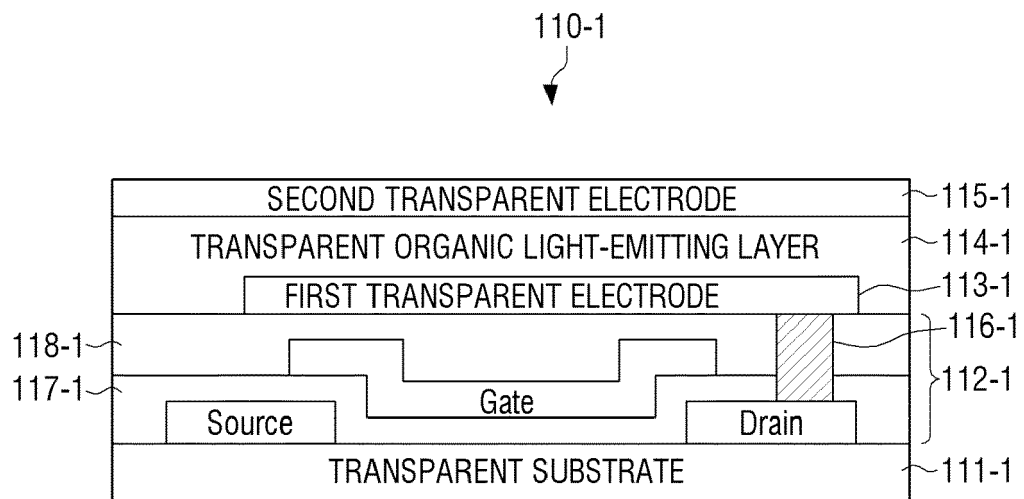 110-1
SECOND TRANSPARENT ELECTRODE
115-1
TRANSPARENT ORGANIC LIGHT-EMITTING LAYER
114-1
FIRST TRANSPARENT ELECTRODE
113-1
118-1
116-1
117-1
112-1
Gate
Source
Drain
TRANSPARENT SUBSTRATE
111-1